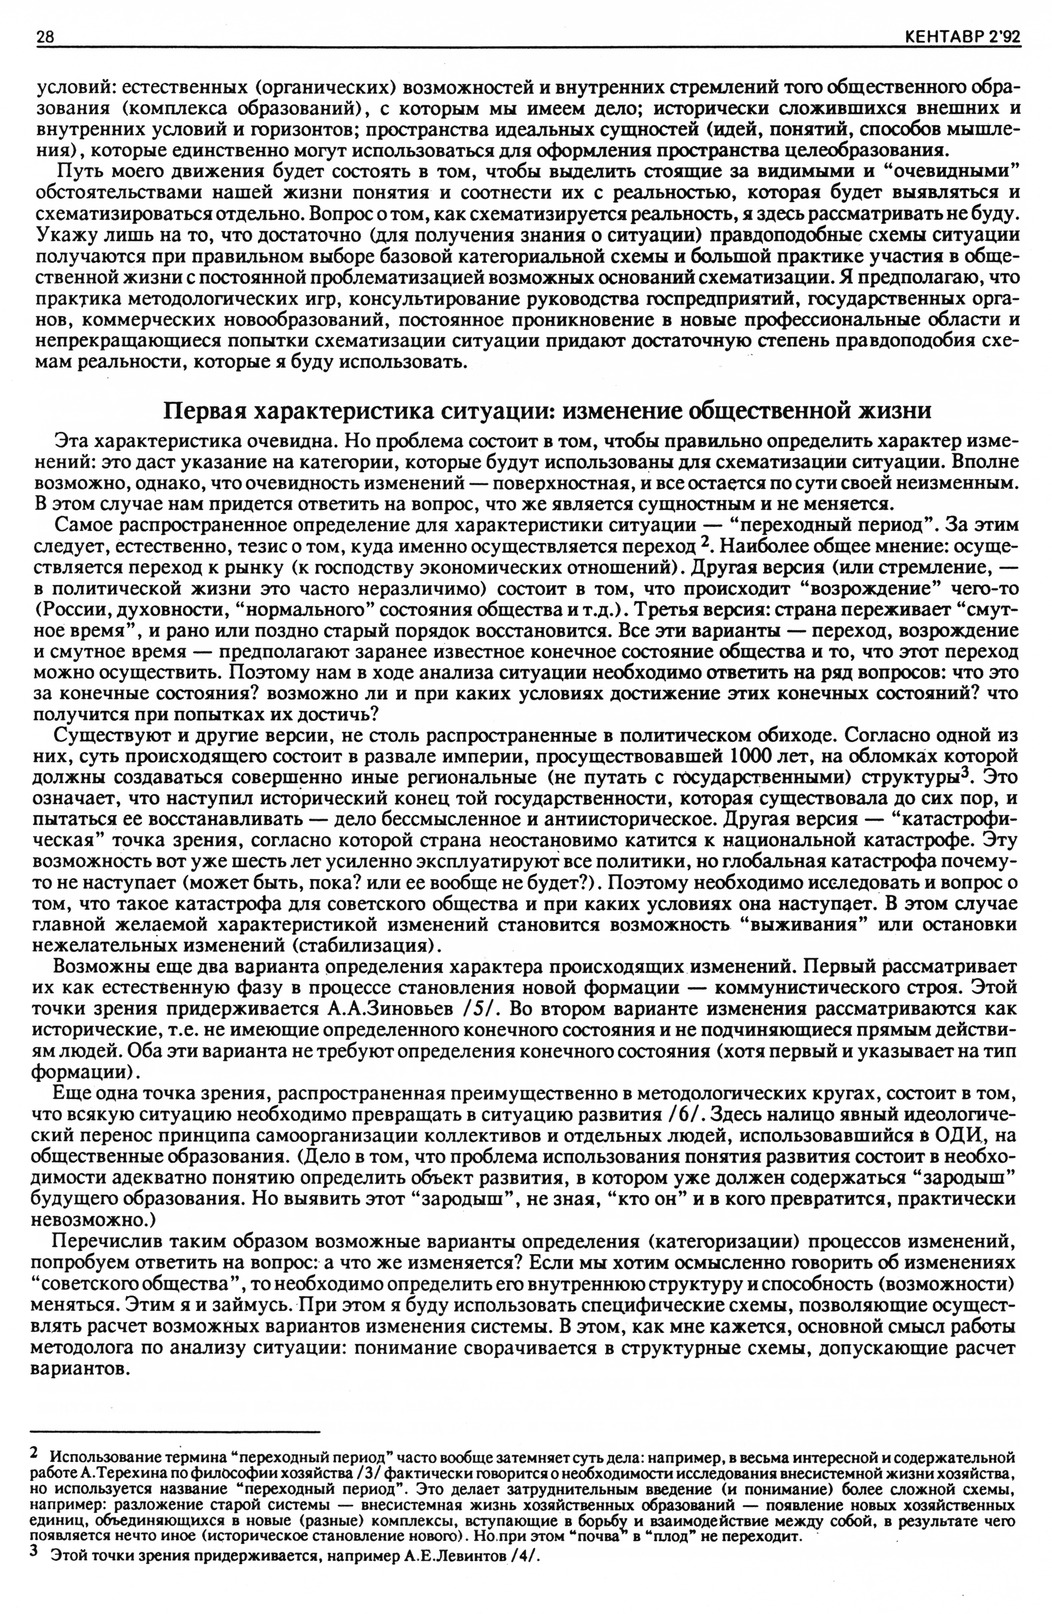 28 КЕНТАВР 2'92
условий: естественных (органических) возможностей и внутренних стремлений того общественного обра-
зования (комплекса образований), с которым мы имеем дело; исторически сложившихся внешних и
внутренних условий и горизонтов; пространства идеальных сущностей (идей, понятий, способов мышле-
ния), которые единственно могут использоваться для оформления пространства целеобразования.
Путь моего движения будет состоять в том, чтобы выделить стоящие за видимыми и “очевидными”
обстоятельствами нашей жизни понятия и соотнести их с реальностью, которая будет выявляться и
схематизироваться отдельно. Вопрос о том, как схематизируется реальность, я здесь рассматривать не буду.
Укажу лишь на то, что достаточно (для получения знания о ситуации) правдоподобные схемы ситуации
получаются при правильном выборе базовой категориальной схемы и большой практике участия в обще-
ственной жизни с постоянной проблематизацией возможных оснований схематизации. Я предполагаю, что
практика методологических игр, консультирование руководства госпредприятий, государственных орга-
нов, коммерческих новообразований, постоянное проникновение в новые профессиональные области и
непрекращающиеся попытки схематизации ситуации придают достаточную степень правдоподобия схе-
мам реальности, которые я буду использовать.
Первая характеристика ситуации: изменение общественной жизни
Эта характеристика очевидна. Но проблема состоит в том, чтобы правильно определить характер изме-
нений: это даст указание на категории, которые будут использованы для схематизации ситуации. Вполне
возможно, однако, что очевидность изменений — поверхностная, и все остается по сути своей неизменным.
В этом случае нам придется ответить на вопрос, что же является сущностным и не меняется.
Самое распространенное определение для характеристики ситуации — “переходный период”. За этим
следует, естественно, тезис о том, куда именно осуществляется переход 2. Наиболее общее мнение: осуще-
ствляется переход к рынку (к господству экономических отношений). Другая версия (или стремление, —
в политической жизни это часто неразличимо) состоит в том, что происходит “возрождение” чего-то
(России, духовности, “нормального” состояния общества и т.д.). Третья версия: страна переживает “смут-
ное время”, и рано или поздно старый порядок восстановится. Все эти варианты — переход, возрождение
и смутное время — предполагают заранее известное конечное состояние общества и то, что этот переход
можно осуществить. Поэтому нам в ходе анализа ситуации необходимо ответить на ряд вопросов: что это
за конечные состояния? возможно ли и при каких условиях достижение этих конечных состояний? что
получится при попытках их достичь?
Существуют и другие версии, не столь распространенные в политическом обиходе. Согласно одной из
них, суть происходящего состоит в развале империи, просуществовавшей 1000 лет, на обломках которой
должны создаваться совершенно иные региональные (не путать с государственными) структуры3. Это
означает, что наступил исторический конец той государственности, которая существовала до сих пор, и
пытаться ее восстанавливать — дело бессмысленное и антиисторическое. Другая версия — “катастрофи-
ческая” точка зрения, согласно которой страна неостановимо катится к национальной катастрофе. Эту
возможность вот уже шесть лет усиленно эксплуатируют все политики, но глобальная катастрофа почему-
то не наступает (может быть, пока? или ее вообще не будет?). Поэтому необходимо исследовать и вопрос о
том, что такое катастрофа для советского общества и при каких условиях она наступает. В этом случае
главной желаемой характеристикой изменений становится возможность “выживания” или остановки
нежелательных изменений (стабилизация).
Возможны еще два варианта определения характера происходящих изменений. Первый рассматривает
их как естественную фазу в процессе становления новой формации — коммунистического строя. Этой
точки зрения придерживается А.А.Зиновьев /5/. Во втором варианте изменения рассматриваются как
исторические, т.е. не имеющие определенного конечного состояния и не подчиняющиеся прямым действи-
ям людей. Оба эти варианта не требуют определения конечного состояния (хотя первый и указывает на тип
формации).
Еще одна точка зрения, распространенная преимущественно в методологических кругах, состоит в том,
что всякую ситуацию необходимо превращать в ситуацию развития /6/. Здесь налицо явный идеологиче-
ский перенос принципа самоорганизации коллективов и отдельных людей, использовавшийся в ОДИ, на
общественные образования. (Дело в том, что проблема использования понятия развития состоит в необхо-
димости адекватно понятию определить объект развития, в котором уже должен содержаться “зародыш”
будущего образования. Но выявить этот “зародыш”, не зная, “кто он” и в кого превратится, практически
невозможно.)
Перечислив таким образом возможные варианты определения (категоризации) процессов изменений,
попробуем ответить на вопрос: а что же изменяется? Если мы хотим осмысленно говорить об изменениях
“советского общества”, то необходимо определить его внутреннюю структуру и способность (возможности)
меняться. Этим я и займусь. При этом я буду использовать специфические схемы, позволяющие осущест-
влять расчет возможных вариантов изменения системы. В этом, как мне кажется, основной смысл работы
методолога по анализу ситуации: понимание сворачивается в структурные схемы, допускающие расчет
вариантов.
2 Использование термина “переходный период” часто вообще затемняет суть дела: например, в весьма интересной и содержательной
работе А.Терехина по философии хозяйства /3/ фактически говорится о необходимости исследования внесистемной жизни хозяйства,
но используется название “переходный период”. Это делает затруднительным введение (и понимание) более сложной схемы,
например: разложение старой системы — внесистемная жизнь хозяйственных образований — появление новых хозяйственных
единиц, объединяющихся в новые (разные) комплексы, вступающие в борьбу и взаимодействие между собой, в результате чего
появляется нечто иное (историческое становление нового). Но при этом “почва” в “плод” не переходит.
3 Этой точки зрения придерживается, например А.Е.Левинтов /4/.